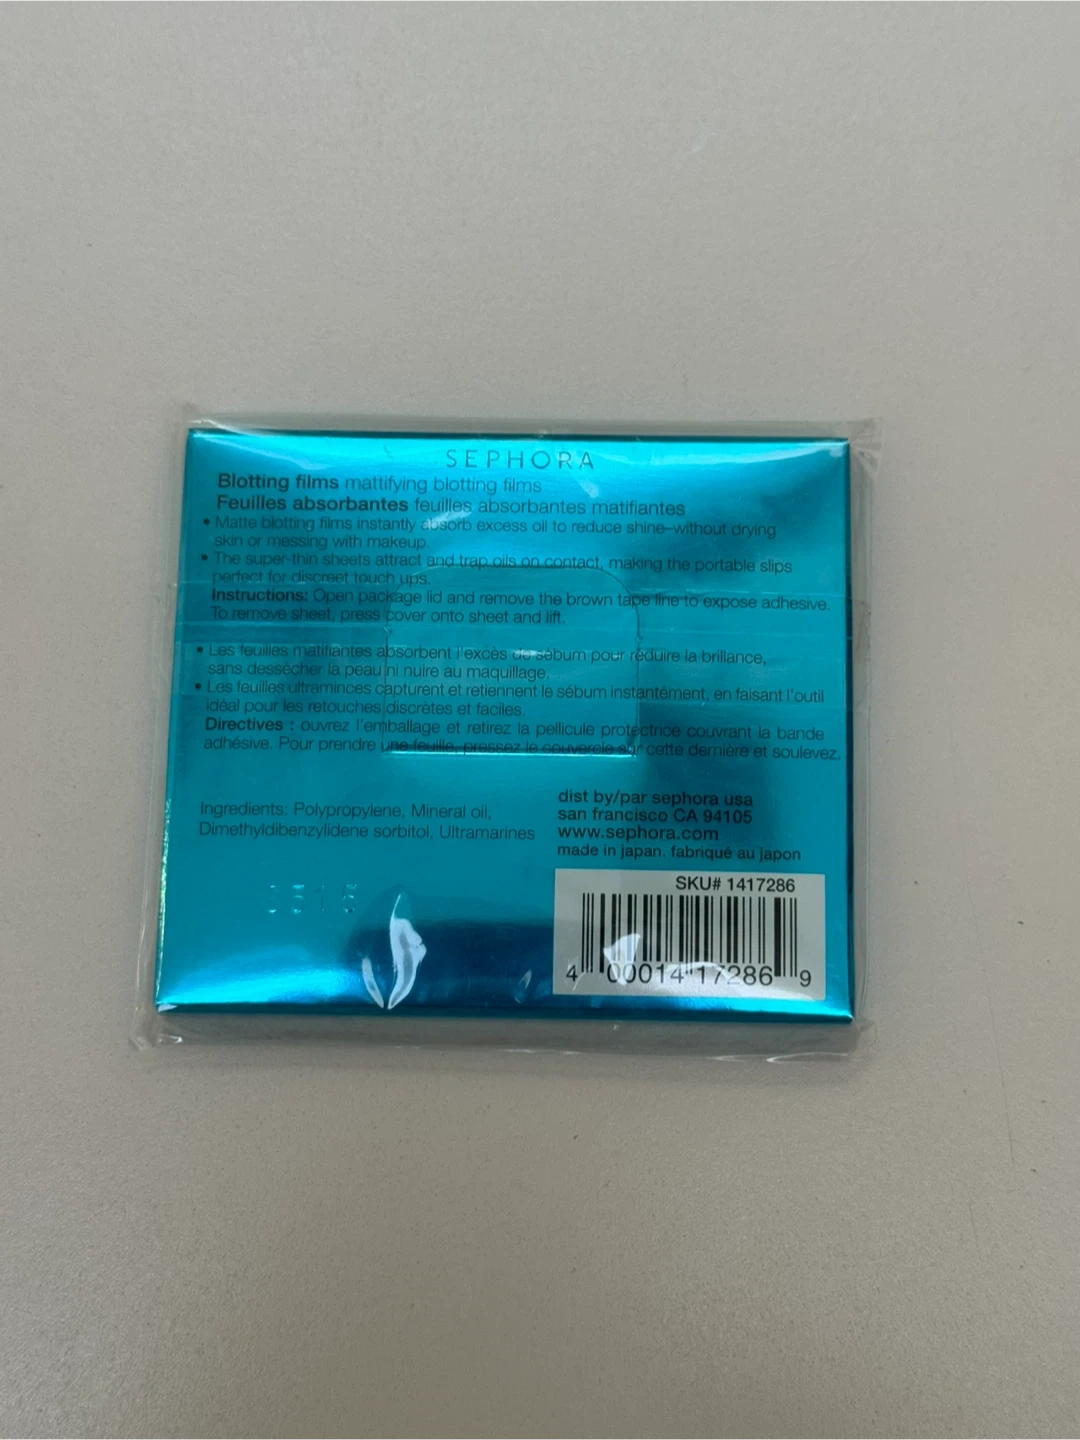 SEPHORA
Blotting films mattifying blotting films
Feuilles absorbantes feuilles absorbantes matifiantes
• Matte blotting films instantly absorb excess oil to reduce shine–without drying
skin or messing with makeup.
• The super-thin sheets attract and trap oils on contact, making the portable slips
perfect for discreet touch ups.
Instructions: Open package lid and remove the brown tape line to expose adhesive.
To remove sheet, press cover onto sheet and lift.
• Les feuilles matifiantes absorbent l'excès de sébum pour réduire la brillance,
sans dessécher la peau ni nuire au maquillage.
• Les feuilles ultraminces capturent et retiennent le sébum instantément, en faisant l'outil
idéal pour les retouches discrètes et faciles.
Directives : ouvrez l'emballage et retirez la pellicule protectrice couvrant la bande
adhésive. Pour prendre une feuille, pressez le couvercle sur cette dernière et soulevez.
Ingredients: Polypropylene, Mineral oil,
Dimethyldibenzylidene sorbitol, Ultramarines
dist by/par sephora usa
san francisco CA 94105
www.sephora.com
made in japan. fabriqué au japon
SKU# 1417286
4 00014 17286 9